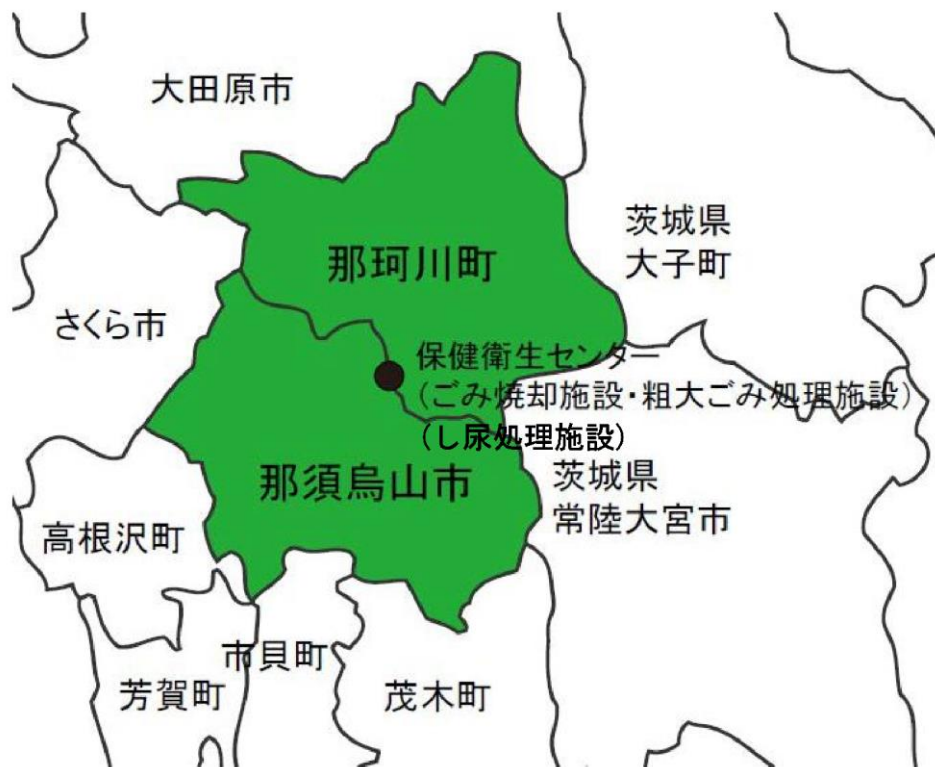 大田原市
茨城県
大子町
那珂川町
さくら市
保健衛生センター
(ごみ焼却施設・粗大ごみ処理施設)
(し尿処理施設)
那須烏山市
茨城県
常陸大宮市
高根沢町
市貝町
芳賀町
茂木町